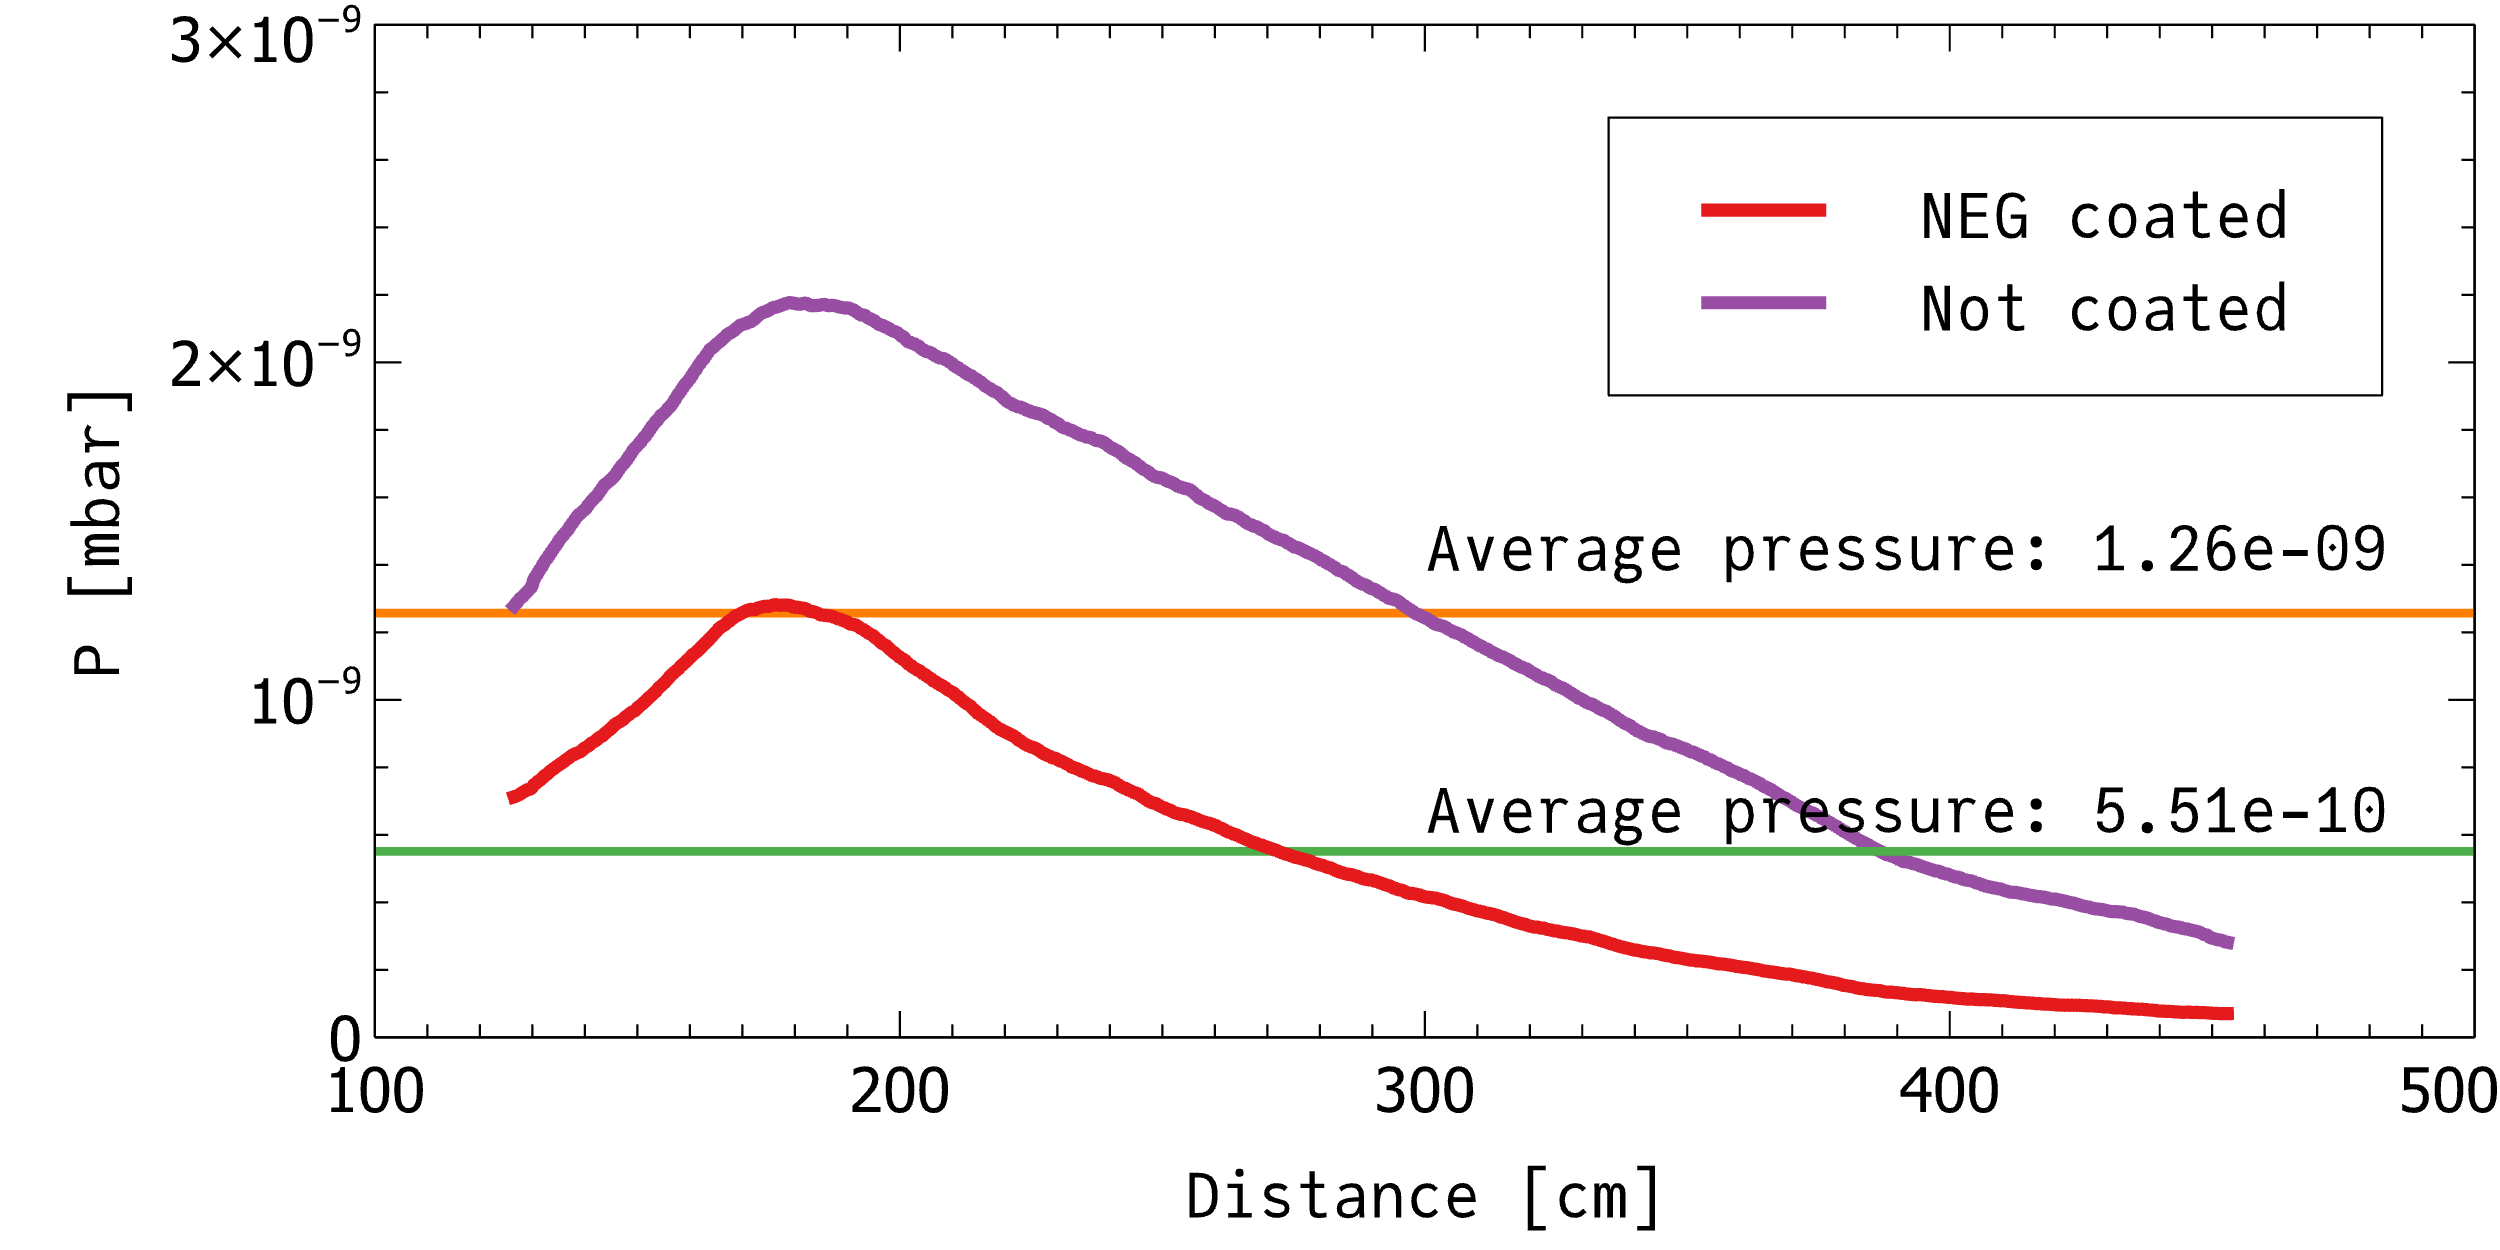 3×10⁻⁹
NEG coated
Not coated
2×10⁻⁹
P [mbar]
Average pressure: 1.26e-09
10⁻⁹
Average pressure: 5.51e-10
0
100 200 300 400 500
Distance [cm]